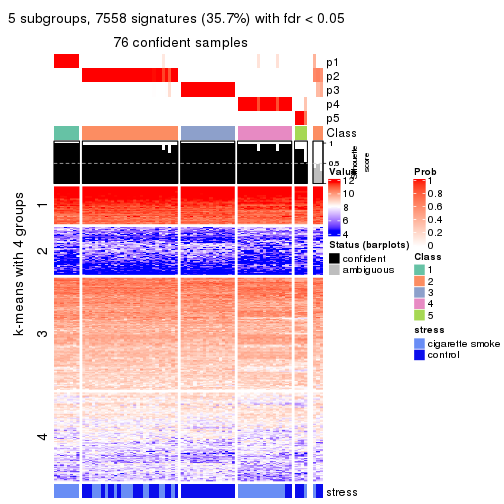 5 subgroups, 7558 signatures (35.7%) with fdr < 0.05
76 confident samples
p1
p2
p3
p4
p5
Class
1
0.5
0
silhouette
score
k-means with 4 groups
1
2
3
4
stress
Value
12
10
8
6
4
Status (barplots)
confident
ambiguous
Prob
1
0.8
0.6
0.4
0.2
0
Class
1
2
3
4
5
stress
cigarette smoke
control